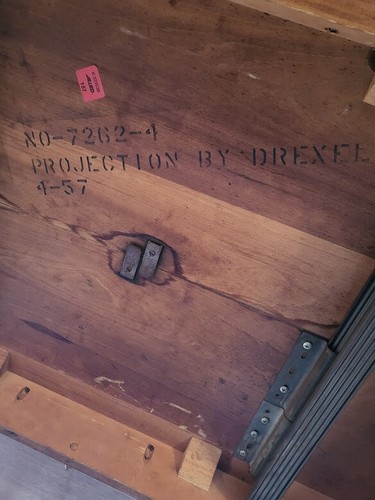 NO-7262-4
PROJECTION BY DREXEL
4-57